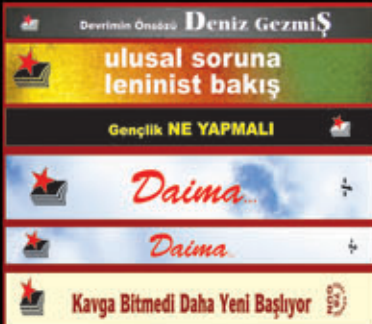 Devrimin Önsözü Deniz GezmiŞ
ulusal soruna
leninist bakış
Gençlik NE YAPMALI
Daima...
Daima..
Kavga Bitmedi Daha Yeni Başlıyor